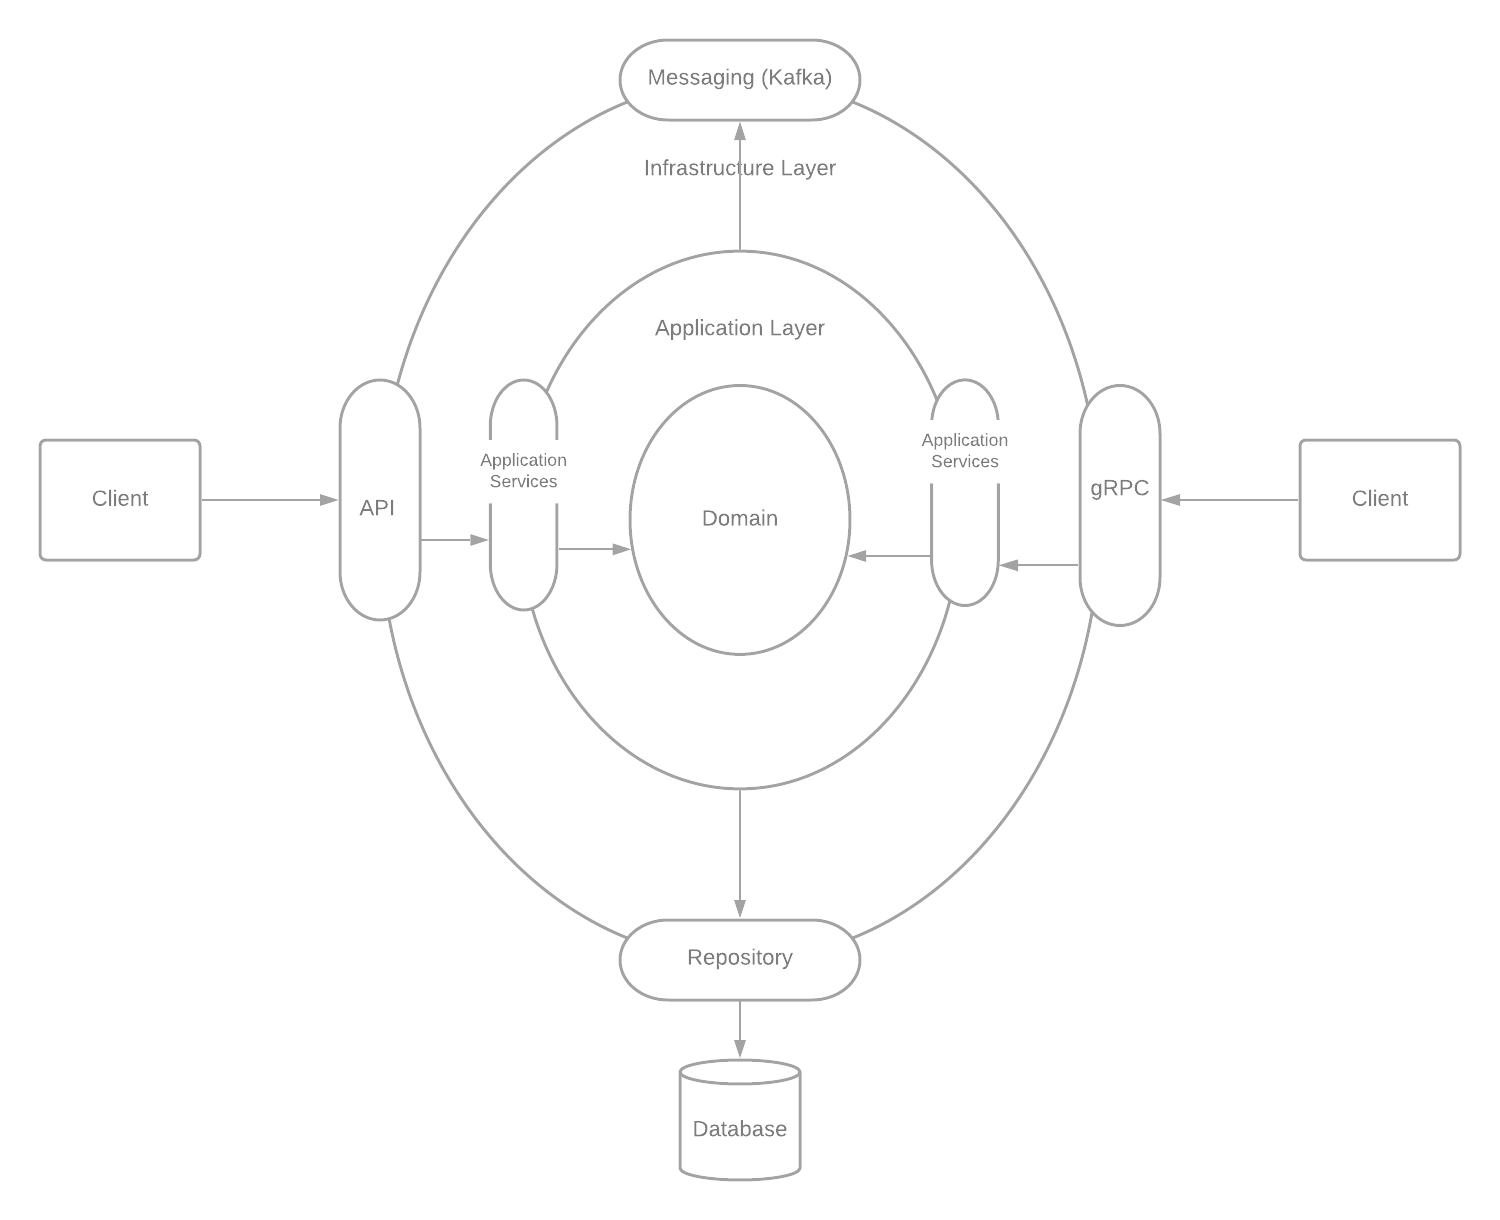 Messaging (Kafka)
Infrastructure Layer
Application Layer
Client
API
Application
Services
Domain
Application
Services
gRPC
Client
Repository
Database